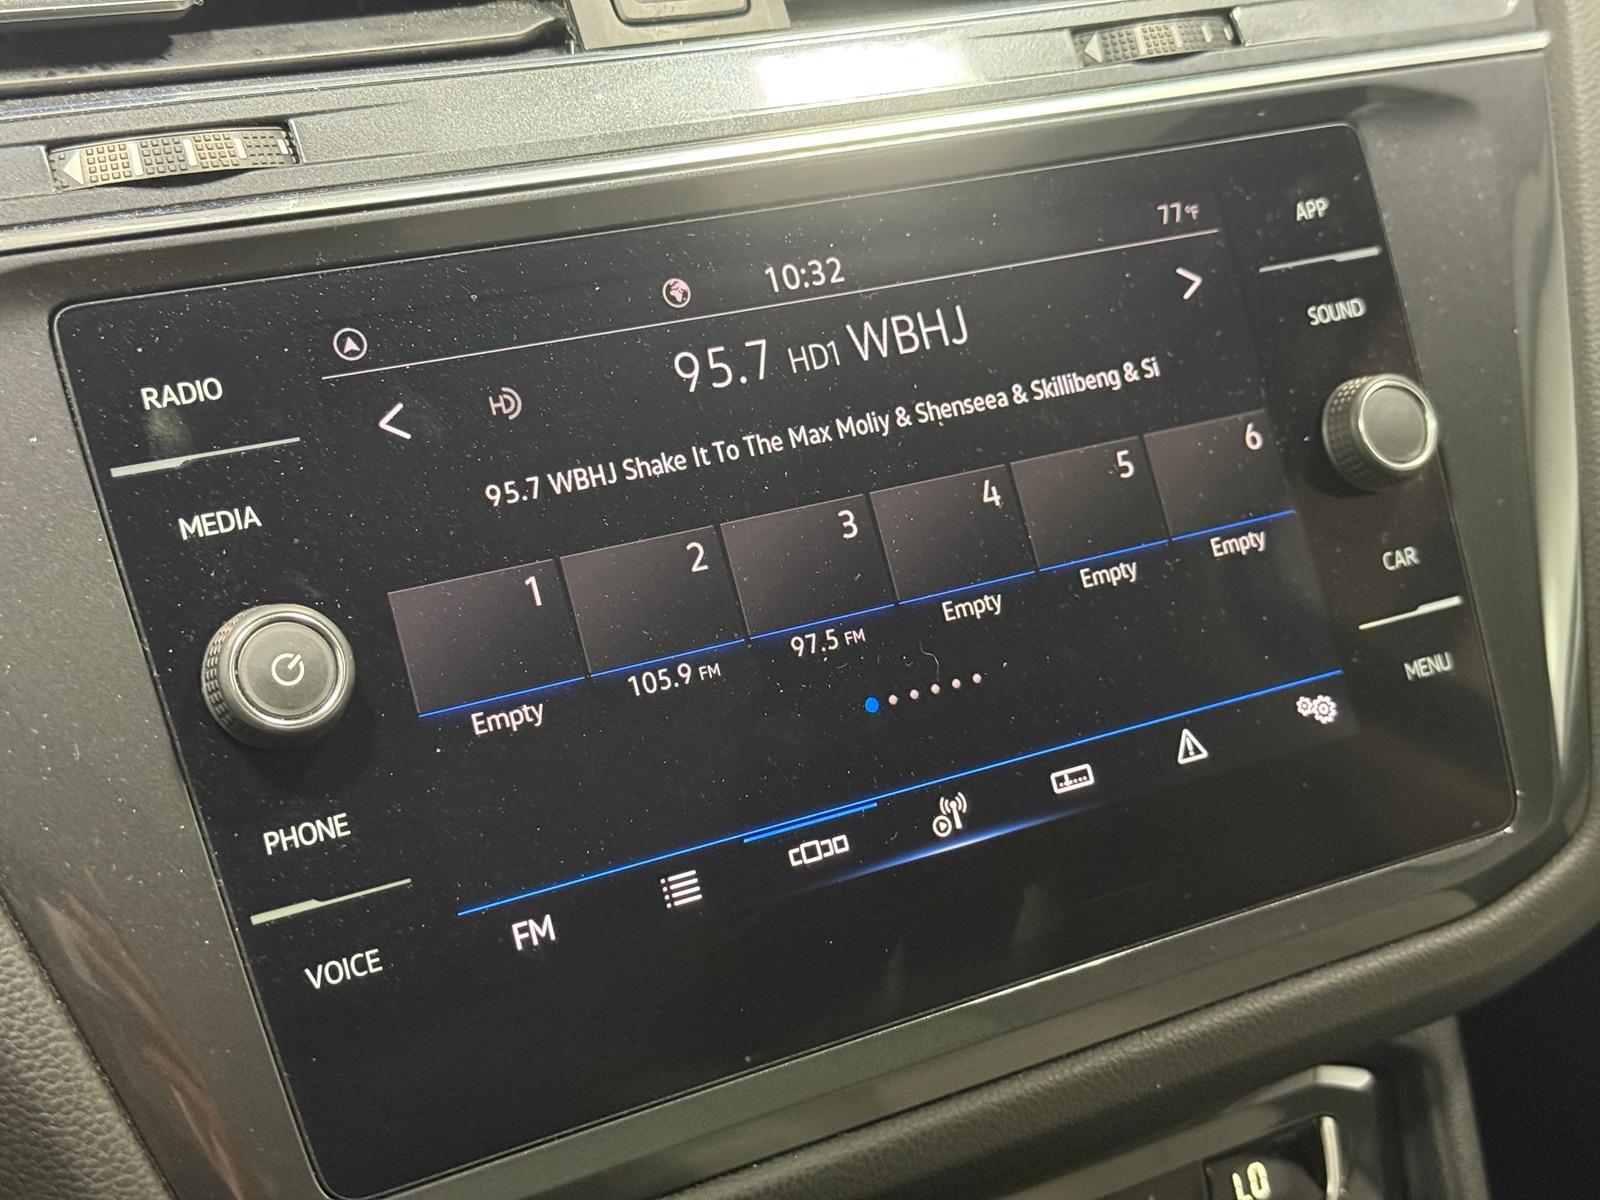 77°F
10:32
95.7 HD1 WBHJ
HD
95.7 WBHJ Shake It To The Max Moliy & Shenseea & Skillibeng & Si
1
2
3
4
5
6
Empty
105.9 FM
97.5 FM
Empty
Empty
Empty
FM
RADIO
MEDIA
PHONE
VOICE
APP
SOUND
CAR
MENU
LO